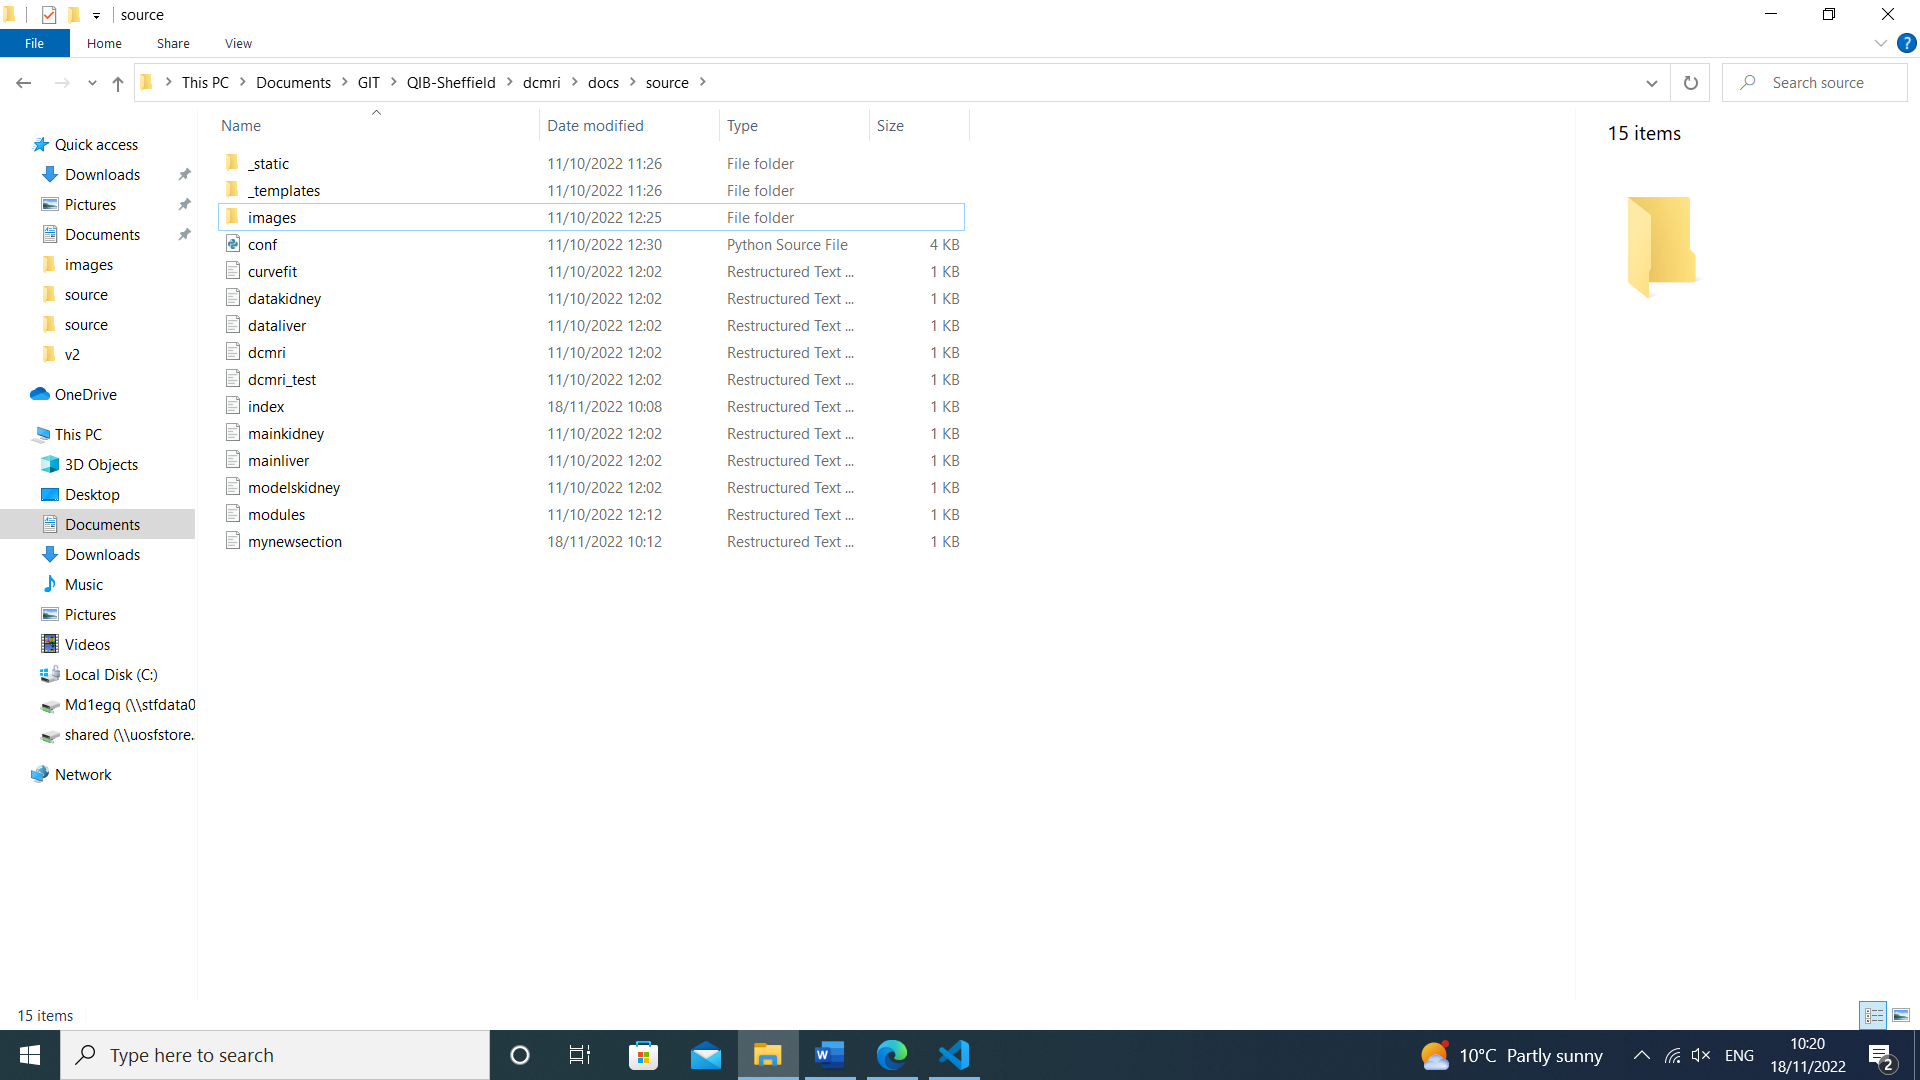 source
File Home Share View
This PC Documents GIT QIB-Sheffield dcmri docs source
Search source
Name Date modified Type Size
_static 11/10/2022 11:26 File folder
_templates 11/10/2022 11:26 File folder
images 11/10/2022 12:25 File folder
conf 11/10/2022 12:30 Python Source File 4 KB
curvefit 11/10/2022 12:02 Restructured Text ... 1 KB
datakidney 11/10/2022 12:02 Restructured Text ... 1 KB
dataliver 11/10/2022 12:02 Restructured Text ... 1 KB
dcmri 11/10/2022 12:02 Restructured Text ... 1 KB
dcmri_test 11/10/2022 12:02 Restructured Text ... 1 KB
index 18/11/2022 10:08 Restructured Text ... 1 KB
mainkidney 11/10/2022 12:02 Restructured Text ... 1 KB
mainliver 11/10/2022 12:02 Restructured Text ... 1 KB
modelskidney 11/10/2022 12:02 Restructured Text ... 1 KB
modules 11/10/2022 12:12 Restructured Text ... 1 KB
mynewsection 18/11/2022 10:12 Restructured Text ... 1 KB
Quick access
Downloads
Pictures
Documents
images
source
source
v2
OneDrive
This PC
3D Objects
Desktop
Documents
Downloads
Music
Pictures
Videos
Local Disk (C:)
Md1egq (\\stfdata0
shared (\\uosfstore.
Network
15 items
15 items
Type here to search
10°C Partly sunny
ENG
10:20
18/11/2022
2